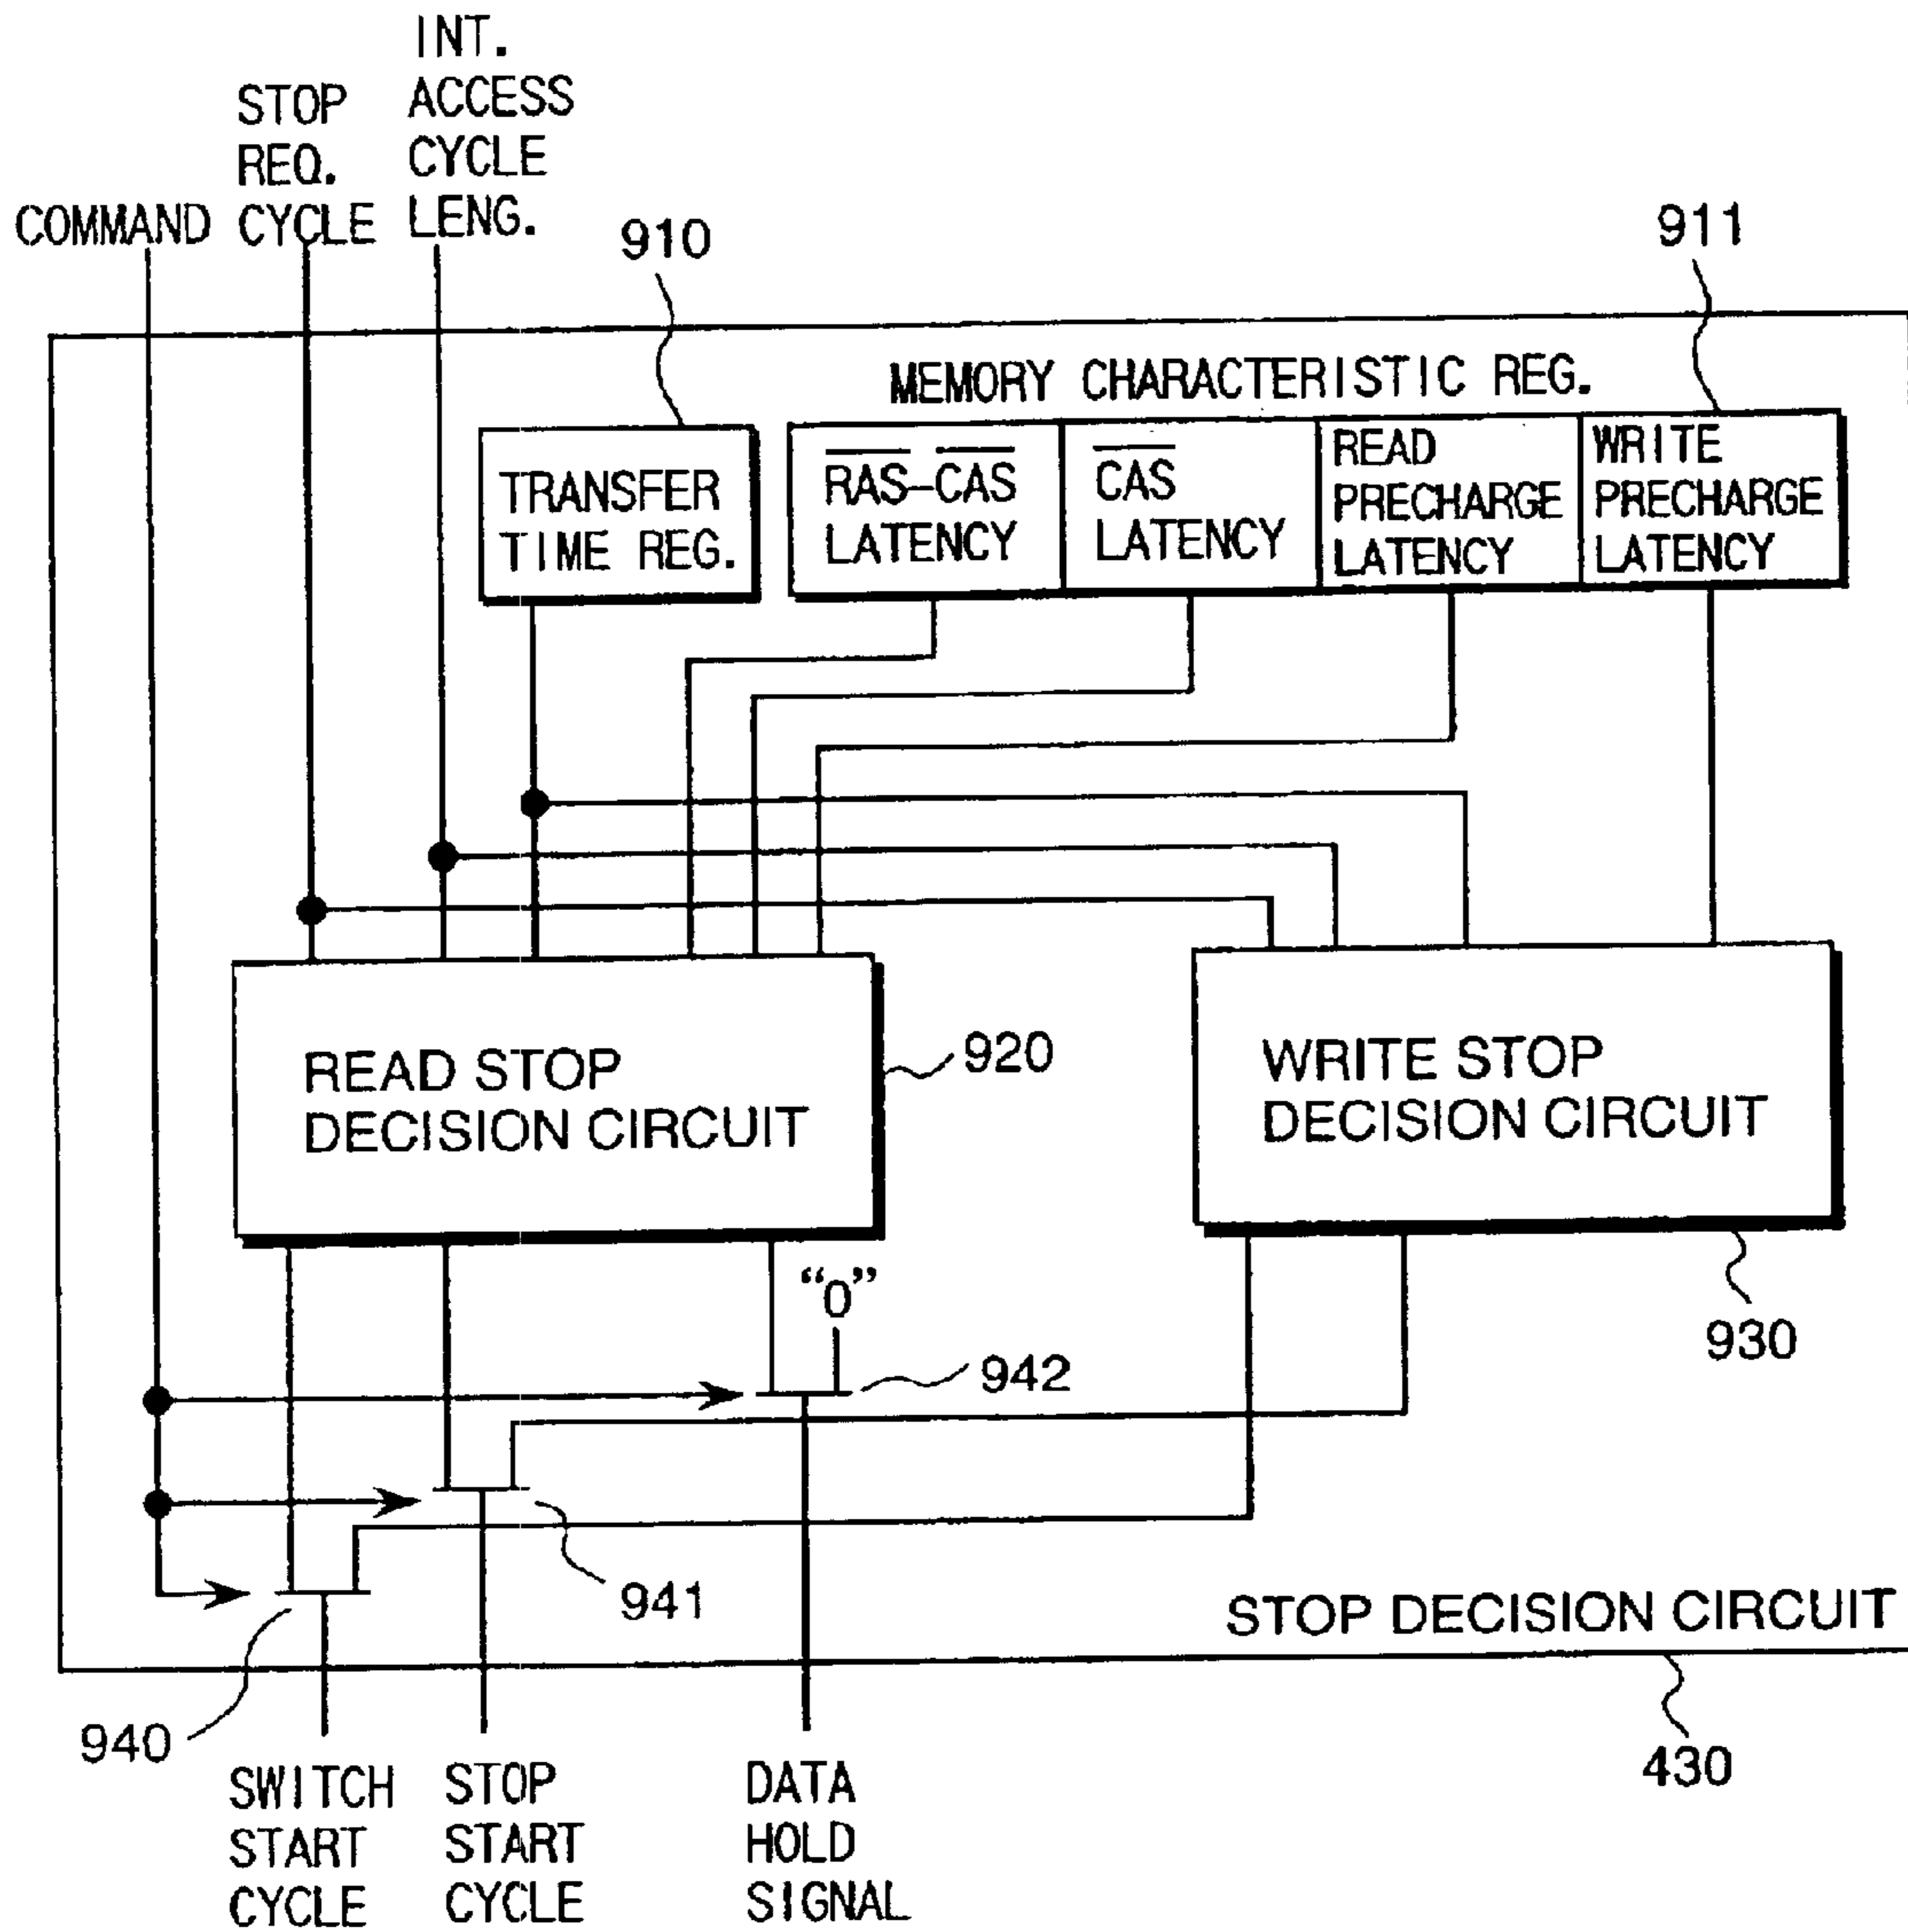 INT.
ACCESS
CYCLE
LENG.
STOP
REQ.
CYCLE
COMMAND
910
911
MEMORY CHARACTERISTIC REG.
TRANSFER
TIME REG.
RAS-CAS
LATENCY
CAS
LATENCY
READ
PRECHARGE
LATENCY
WRITE
PRECHARGE
LATENCY
READ STOP
DECISION CIRCUIT
920
WRITE STOP
DECISION CIRCUIT
930
“0”
942
941
940
STOP DECISION CIRCUIT
430
SWITCH
START
CYCLE
STOP
START
CYCLE
DATA
HOLD
SIGNAL